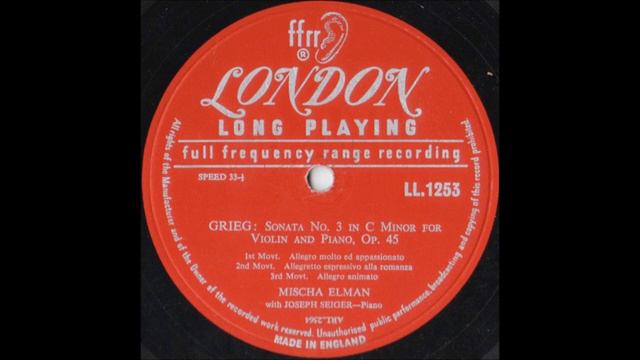 ffrr
®
LONDON
LONG PLAYING
full frequency range recording
SPEED 33⅓
LL.1253
GRIEG: SONATA No. 3 IN C MINOR FOR
VIOLIN AND PIANO, OP. 45
1st Movt. Allegro molto ed appassionato
2nd Movt. Allegretto espressivo alla romanza
3rd Movt. Allegro animato
MISCHA ELMAN
with JOSEPH SEIGER—Piano
ARL.2564
All rights of the Manufacturer and of the Owner of the recorded work reserved. Unauthorised public performance, broadcasting and copying of this record prohibited.
MADE IN ENGLAND